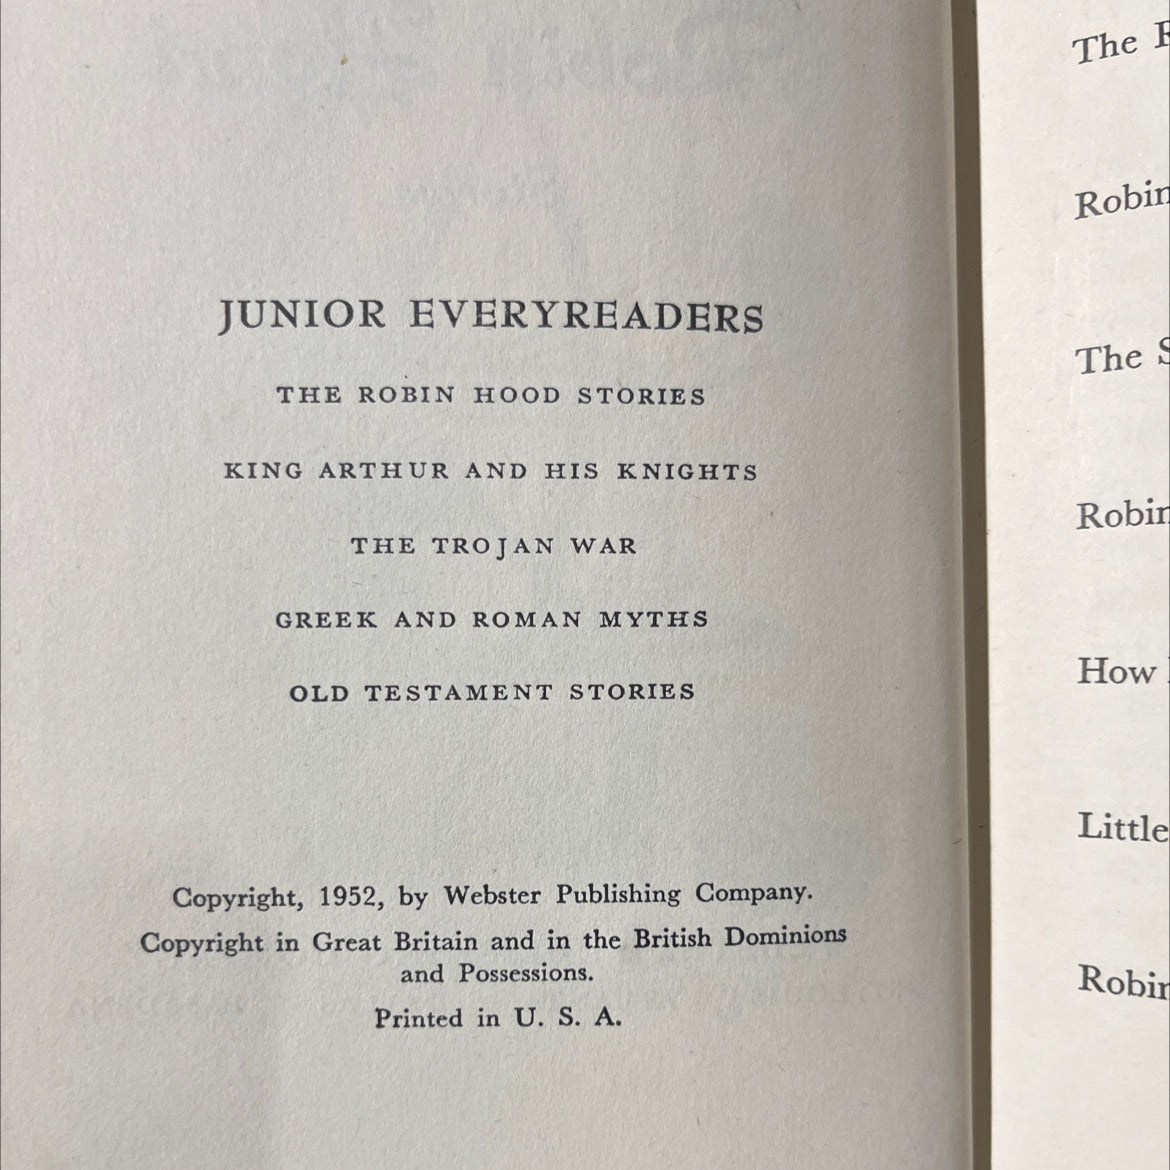 JUNIOR EVERYREADERS
THE ROBIN HOOD STORIES
KING ARTHUR AND HIS KNIGHTS
THE TROJAN WAR
GREEK AND ROMAN MYTHS
OLD TESTAMENT STORIES
Copyright, 1952, by Webster Publishing Company.
Copyright in Great Britain and in the British Dominions
and Possessions.
Printed in U. S. A.
The
Robin
The
Robin
How
Little
Robin